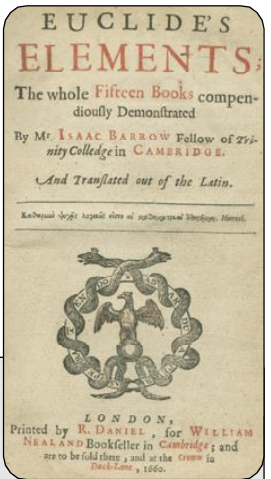 EUCLIDE'S
ELEMENTS;
The whole Fifteen Books compen-
diously Demonstrated
By Mr. ISAAC BARROW Fellow of Tri-
nity Colledge in CAMBRIDGE.
And Translated out of the Latin.
LONDON,
Printed by R. DANIEL, for WILLIAM
NEALAND Bookseller in Cambridge; and
are to be sold there, and at the Crown in
Duck-Lane, 1660.